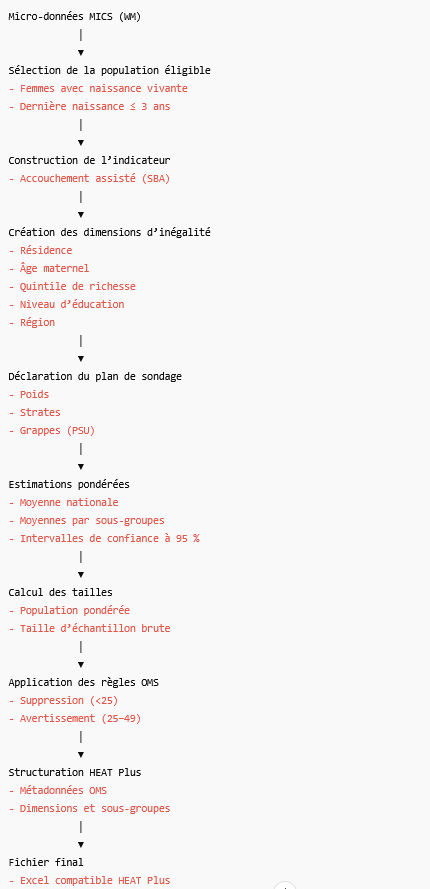 Micro-données MICS (WM)
│
▼
Sélection de la population éligible
- Femmes avec naissance vivante
- Dernière naissance ≤ 3 ans
│
▼
Construction de l’indicateur
- Accouchement assisté (SBA)
│
▼
Création des dimensions d’inégalité
- Résidence
- Âge maternel
- Quintile de richesse
- Niveau d’éducation
- Région
│
▼
Déclaration du plan de sondage
- Poids
- Strates
- Grappes (PSU)
│
▼
Estimations pondérées
- Moyenne nationale
- Moyennes par sous-groupes
- Intervalles de confiance à 95 %
│
▼
Calcul des tailles
- Population pondérée
- Taille d’échantillon brute
│
▼
Application des règles OMS
- Suppression (<25)
- Avertissement (25–49)
│
▼
Structuration HEAT Plus
- Métadonnées OMS
- Dimensions et sous-groupes
│
▼
Fichier final
- Excel compatible HEAT Plus